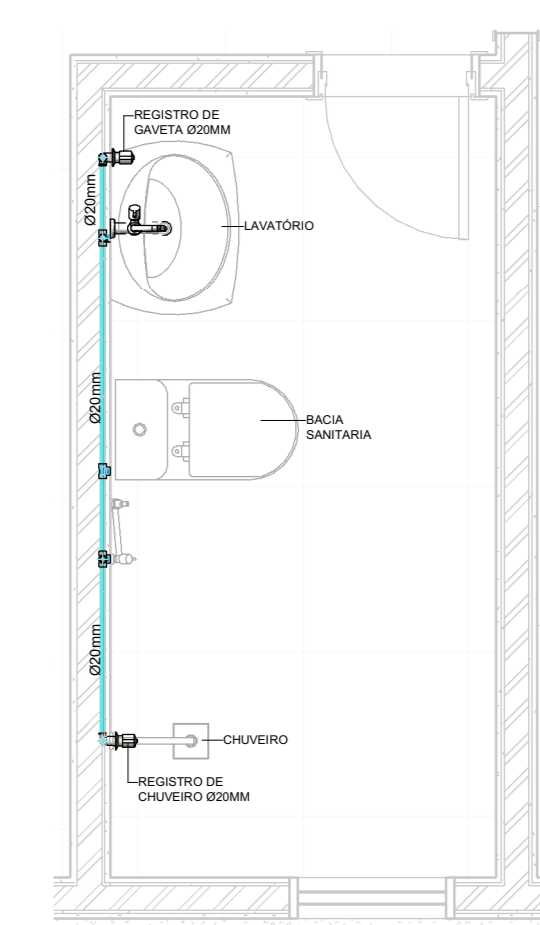 REGISTRO DE
GAVETA Ø20MM
Ø20mm
LAVATÓRIO
Ø20mm
BACIA
SANITARIA
Ø20mm
CHUVEIRO
REGISTRO DE
CHUVEIRO Ø20MM